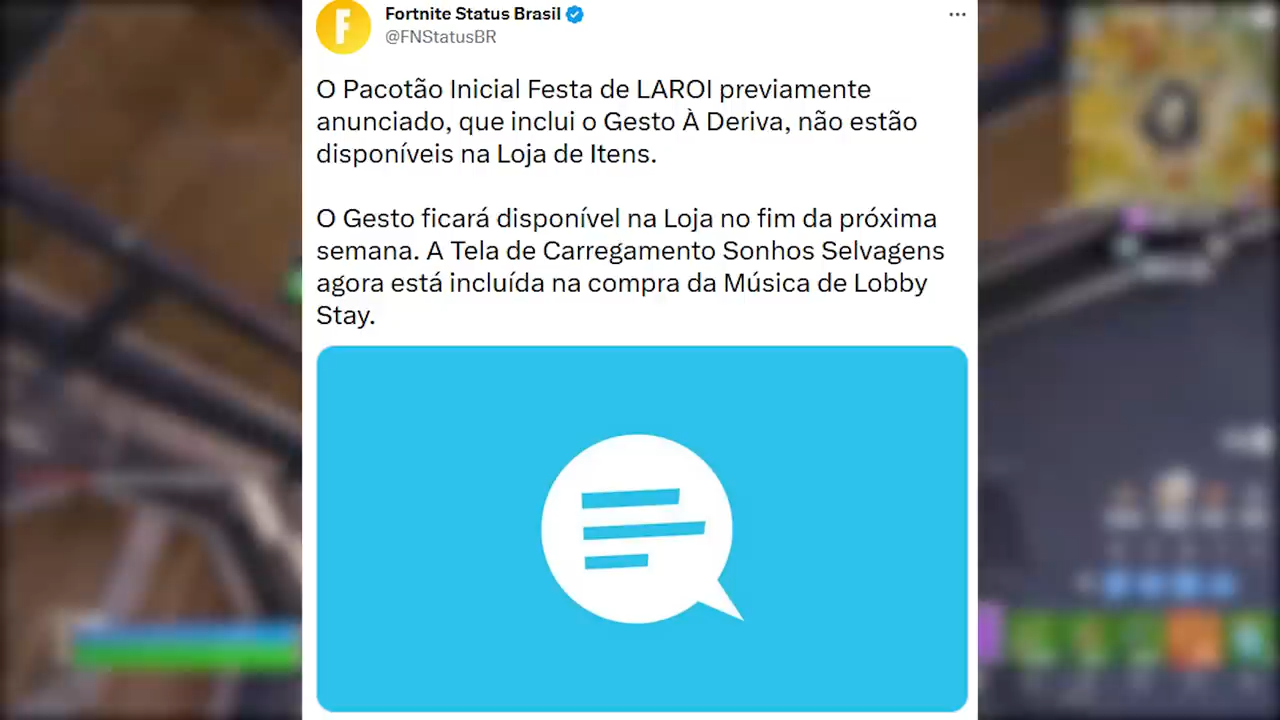 Fortnite Status Brasil
@FNStatusBR
O Pacotão Inicial Festa de LAROI previamente
anunciado, que inclui o Gesto À Deriva, não estão
disponíveis na Loja de Itens.
O Gesto ficará disponível na Loja no fim da próxima
semana. A Tela de Carregamento Sonhos Selvagens
agora está incluída na compra da Música de Lobby
Stay.